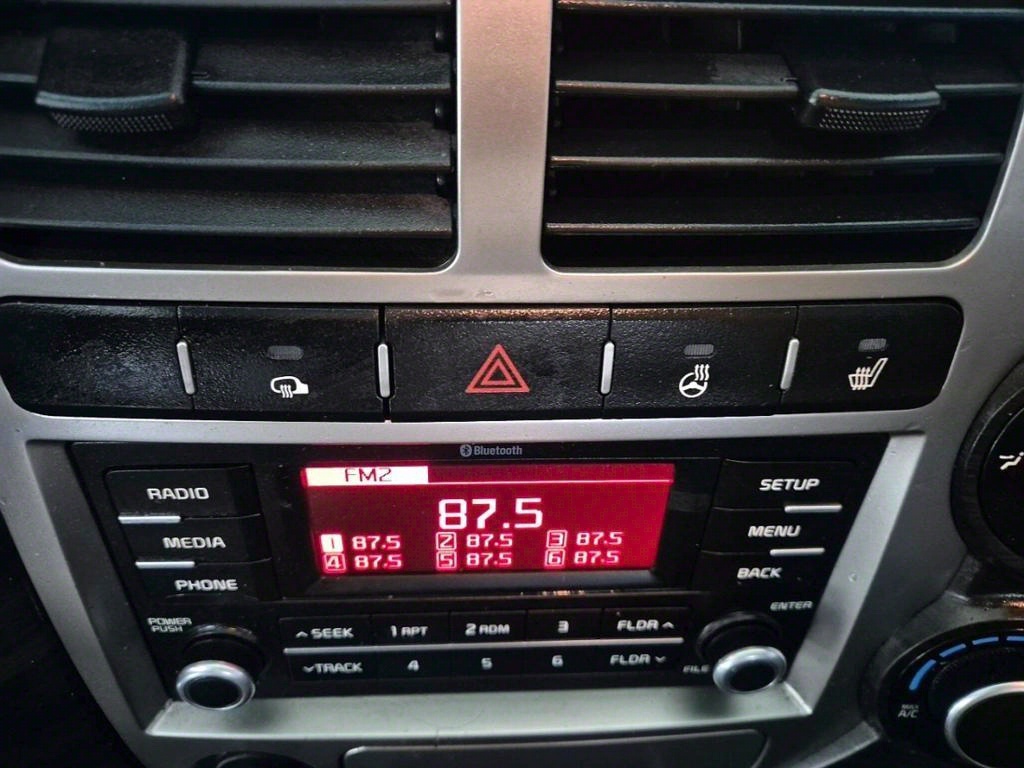 Bluetooth
RADIO
MEDIA
PHONE
FM2
87.5
1 87.5 2 87.5 3 87.5
4 87.5 5 87.5 6 87.5
SETUP
MENU
BACK
ENTER
POWER
PUSH
SEEK 1 RPT 2 RDM 3 FLDR
TRACK 4 5 6 FLDR
FILE
MAX
A/C